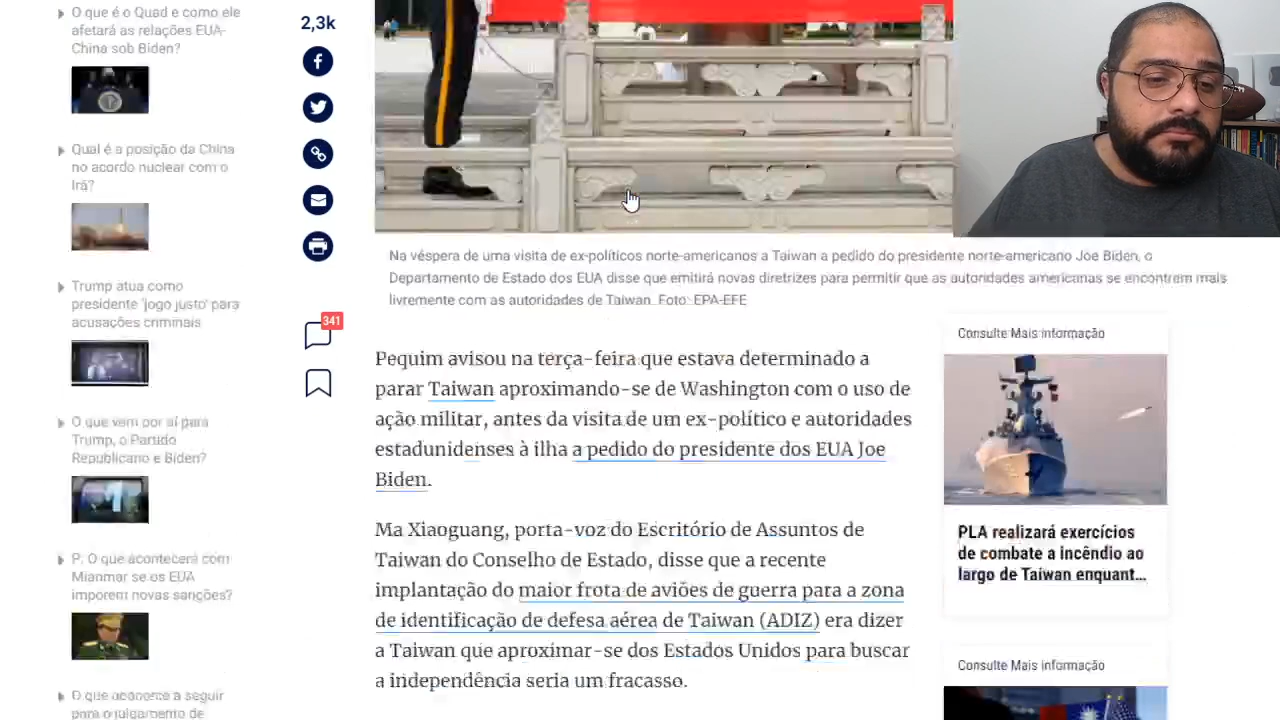 O que é o Quad e como ele
afetará as relações EUA-
China sob Biden?
Qual é a posição da China
no acordo nuclear com o
Irã?
Trump atua como
presidente 'jogo justo' para
acusações criminais
O que vem por aí para
Trump, o Partido
Republicano e Biden?
P. O que acontecerá com
Mianmar se os EUA
imporem novas sanções?
O que acontece a seguir
para o julgamento de
2,3k
341
Na véspera de uma visita de ex-políticos norte-americanos a Taiwan a pedido do presidente norte-americano Joe Biden, o
Departamento de Estado dos EUA disse que emitirá novas diretrizes para permitir que as autoridades americanas se encontrem mais
livremente com as autoridades de Taiwan. Foto: EPA-EFE
Pequim avisou na terça-feira que estava determinado a
parar Taiwan aproximando-se de Washington com o uso de
ação militar, antes da visita de um ex-político e autoridades
estadunidenses à ilha a pedido do presidente dos EUA Joe
Biden.
Ma Xiaoguang, porta-voz do Escritório de Assuntos de
Taiwan do Conselho de Estado, disse que a recente
implantação do maior frota de aviões de guerra para a zona
de identificação de defesa aérea de Taiwan (ADIZ) era dizer
a Taiwan que aproximar-se dos Estados Unidos para buscar
a independência seria um fracasso.
Consulte Mais informação
PLA realizará exercícios
de combate a incêndio ao
largo de Taiwan enquant...
Consulte Mais informação